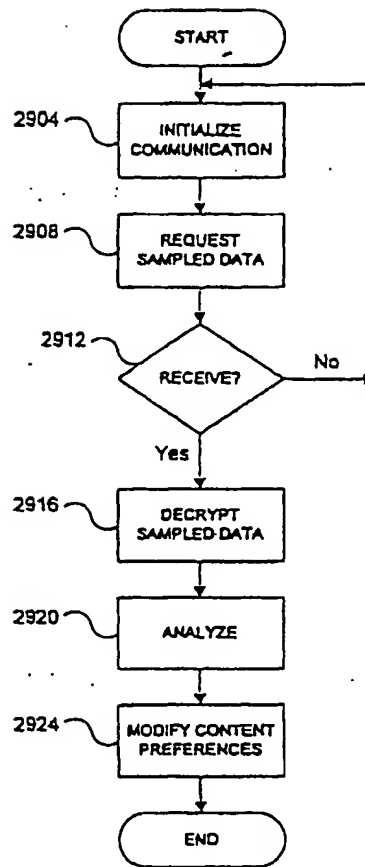 START
2904
INITIALIZE
COMMUNICATION
2908
REQUEST
SAMPLED DATA
2912
RECEIVE?
No
Yes
2916
DECRYPT
SAMPLED DATA
2920
ANALYZE
2924
MODIFY CONTENT
PREFERENCES
END